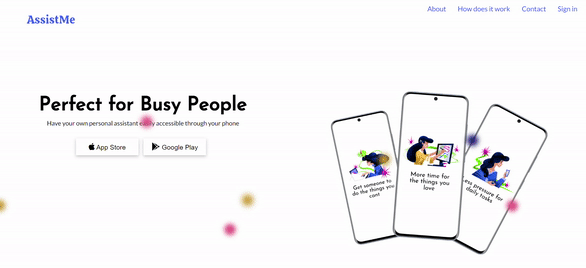 About How does it work Contact Sign in
AssistMe
Perfect for Busy People
Have your own personal assistant easily accessible through your phone
App Store Google Play
Get someone to
do the things you
cant
More time for
the things you
love
Less pressure for
daily tasks